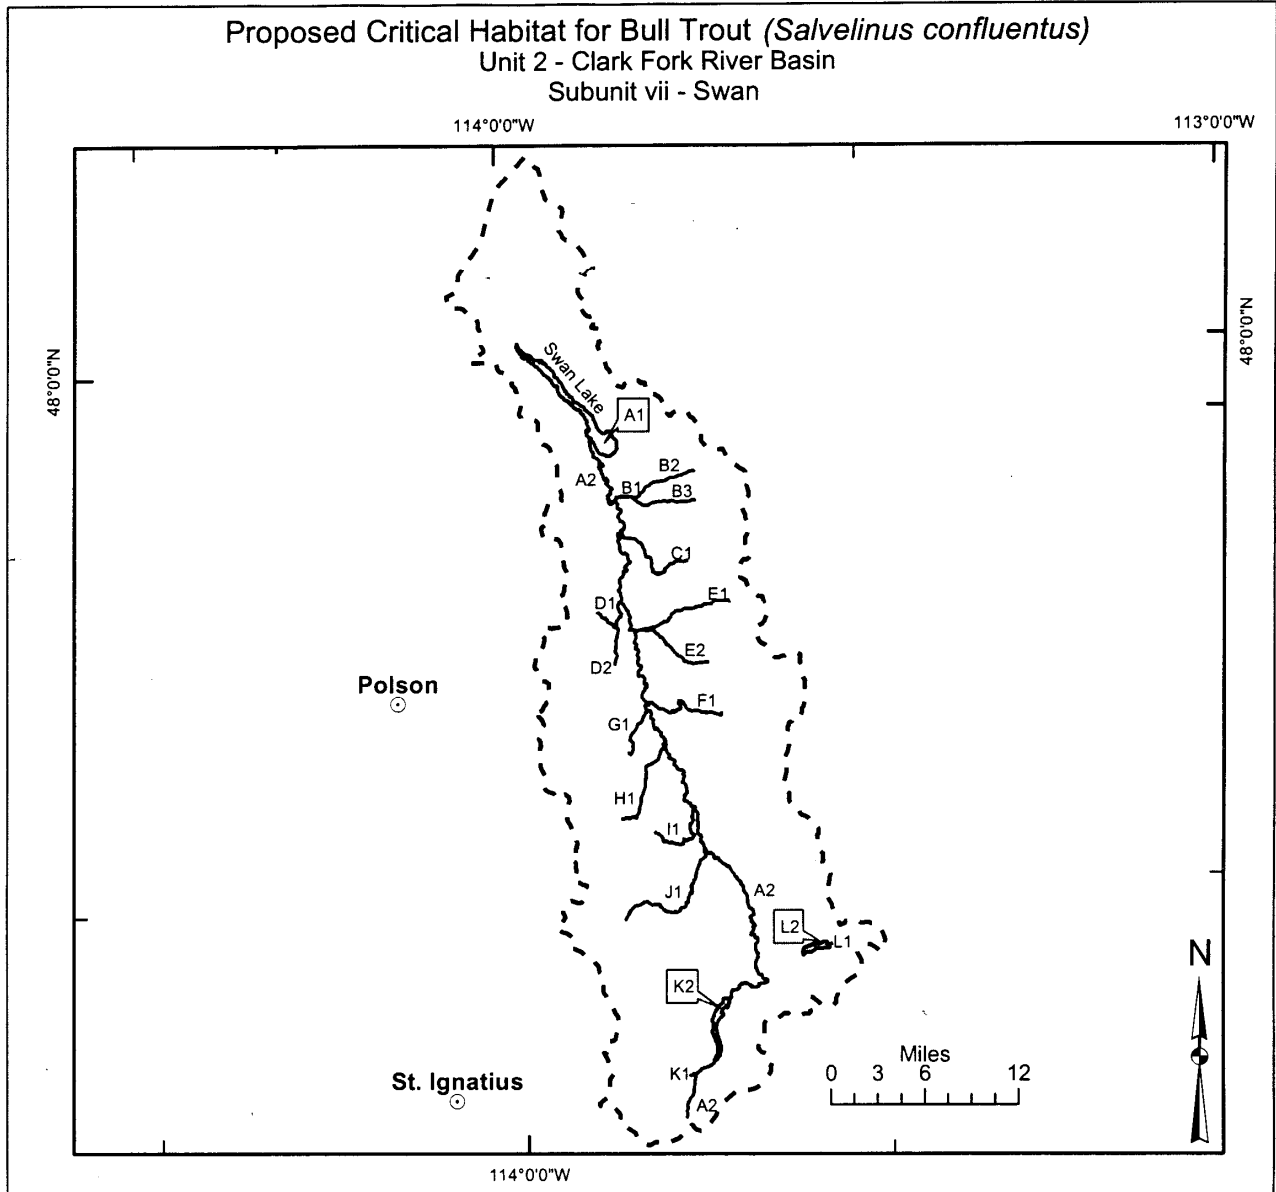 Proposed Critical Habitat for Bull Trout (Salvelinus confluentus)
Unit 2 - Clark Fork River Basin
Subunit vii - Swan
114°0'0"W
113°0'0"W
48°0'0"N
48°0'0"N
Swan Lake
A1
A2
B1
B2
B3
C1
D1
E1
D2
E2
Polson
F1
G1
H1
I1
J1
A2
L2
L1
K2
N
Miles
0 3 6 12
K1
St. Ignatius
A2
114°0'0"W